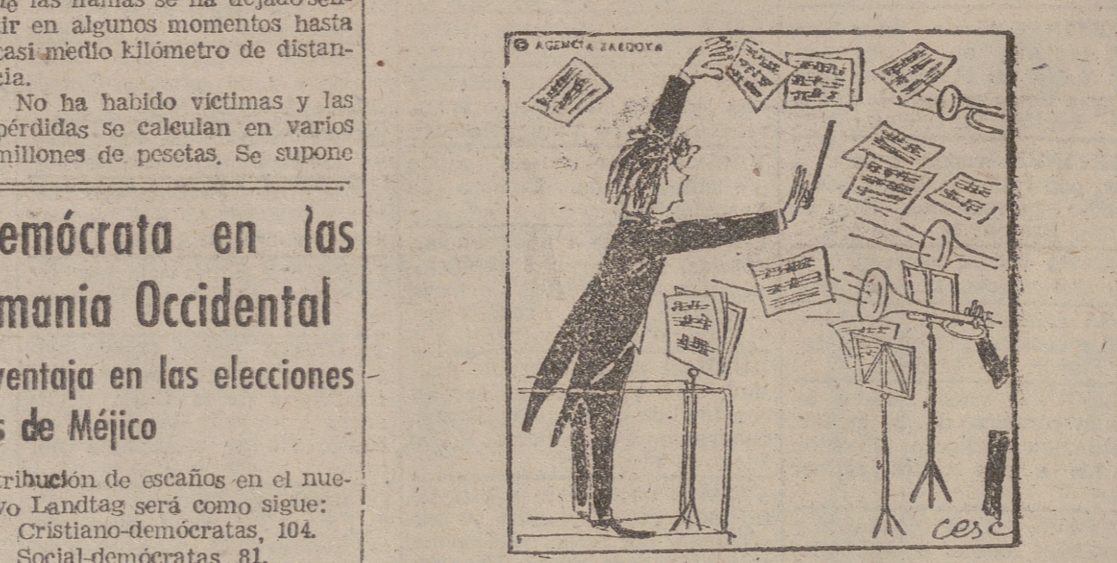 las llamas se ha dejado sen-
tir en algunos momentos hasta
casi medio kilómetro de distan-
cia.
No ha habido víctimas y las
pérdidas se calculan en varios
millones de pesetas. Se supone
emócrata en las
mania Occidental
ventaja en las elecciones
s de Méjico
tribución de escaños en el nue-
vo Landtag será como sigue:
Cristiano-demócratas, 104.
Social-demócratas, 81.
© AGENCIA ZARDOYA
cesc